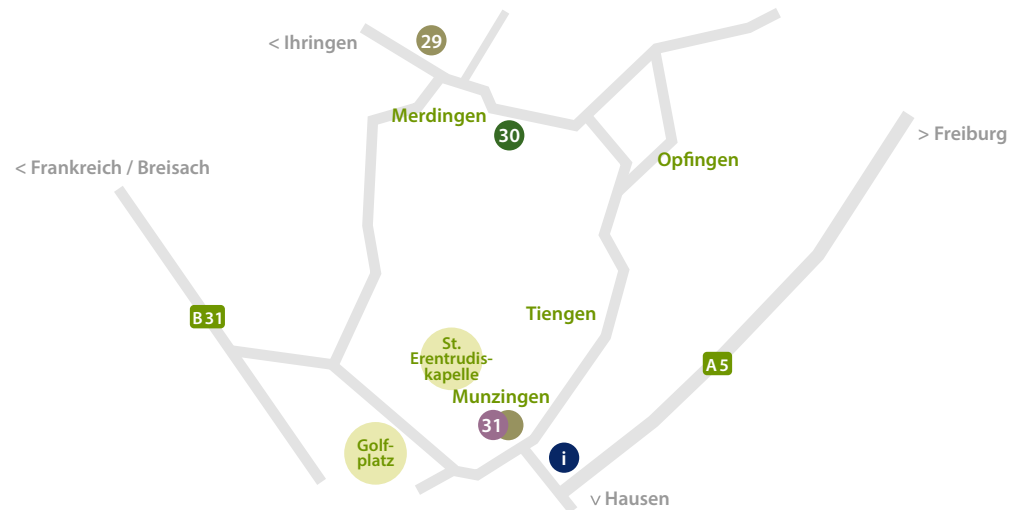 < Ihringen
29
Merdingen
30
Opfingen
> Freiburg
< Frankreich / Breisach
B 31
Tiengen
St.
Erentrudis-
kapelle
A 5
Munzingen
31
Golf-
platz
i
v Hausen